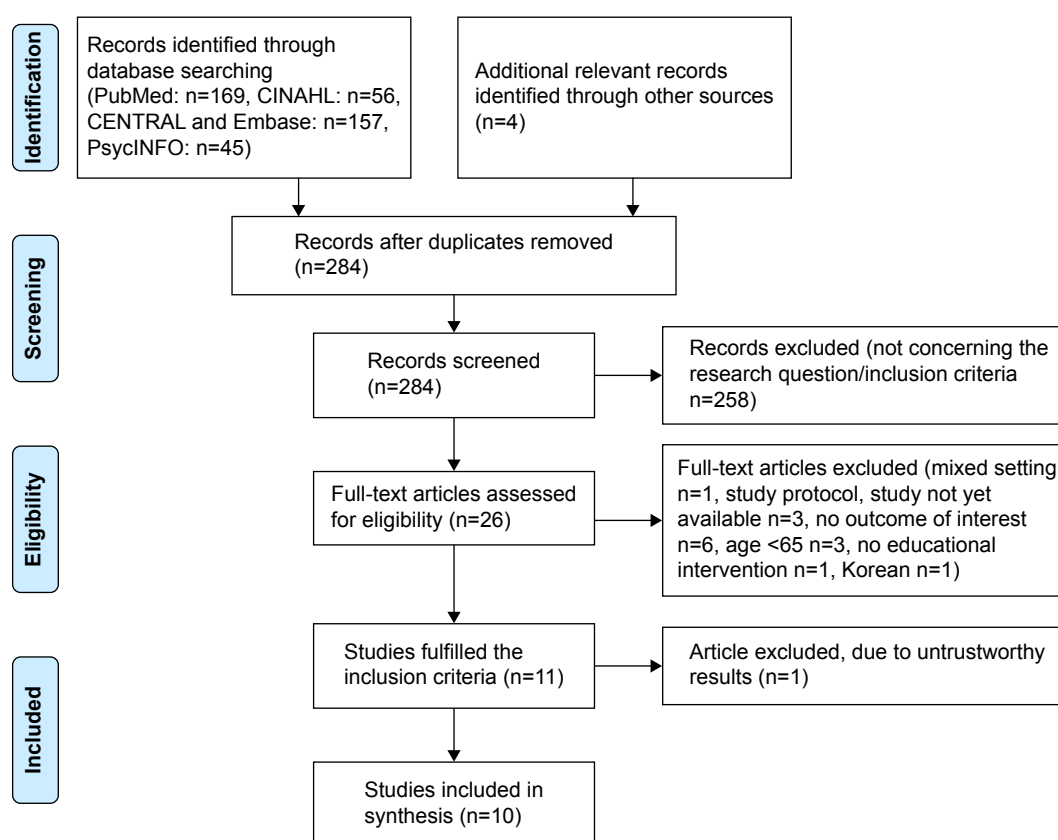 Identification
Records identified through
database searching
(PubMed: n=169, CINAHL: n=56,
CENTRAL and Embase: n=157,
PsycINFO: n=45)
Additional relevant records
identified through other sources
(n=4)
Screening
Records after duplicates removed
(n=284)
Records screened
(n=284)
Records excluded (not concerning the
research question/inclusion criteria
n=258)
Eligibility
Full-text articles assessed
for eligibility (n=26)
Full-text articles excluded (mixed setting
n=1, study protocol, study not yet
available n=3, no outcome of interest
n=6, age <65 n=3, no educational
intervention n=1, Korean n=1)
Included
Studies fulfilled the
inclusion criteria (n=11)
Article excluded, due to untrustworthy
results (n=1)
Studies included in
synthesis (n=10)